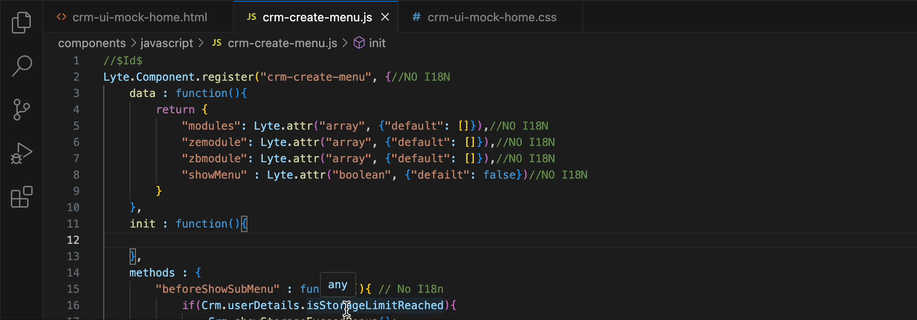 <> crm-ui-mock-home.html JS crm-create-menu.js × # crm-ui-mock-home.css
components > javascript > JS crm-create-menu.js > init
1 //$Id$
2 Lyte.Component.register("crm-create-menu", {//NO I18N
3 data : function(){
4 return {
5 "modules": Lyte.attr("array", {"default": []}),//NO I18N
6 "zemodule": Lyte.attr("array", {"default": []}),//NO I18N
7 "zbmodule": Lyte.attr("array", {"default": []}),//NO I18N
8 "showMenu" : Lyte.attr("boolean", {"defailt": false})//NO I18N
9 }
10 },
11 init : function(){
12
13 },
14 methods : {
any
15 "beforeShowSubMenu" : fun ){ // No I18n
16 if(Crm.userDetails.isStorageLimitReached){